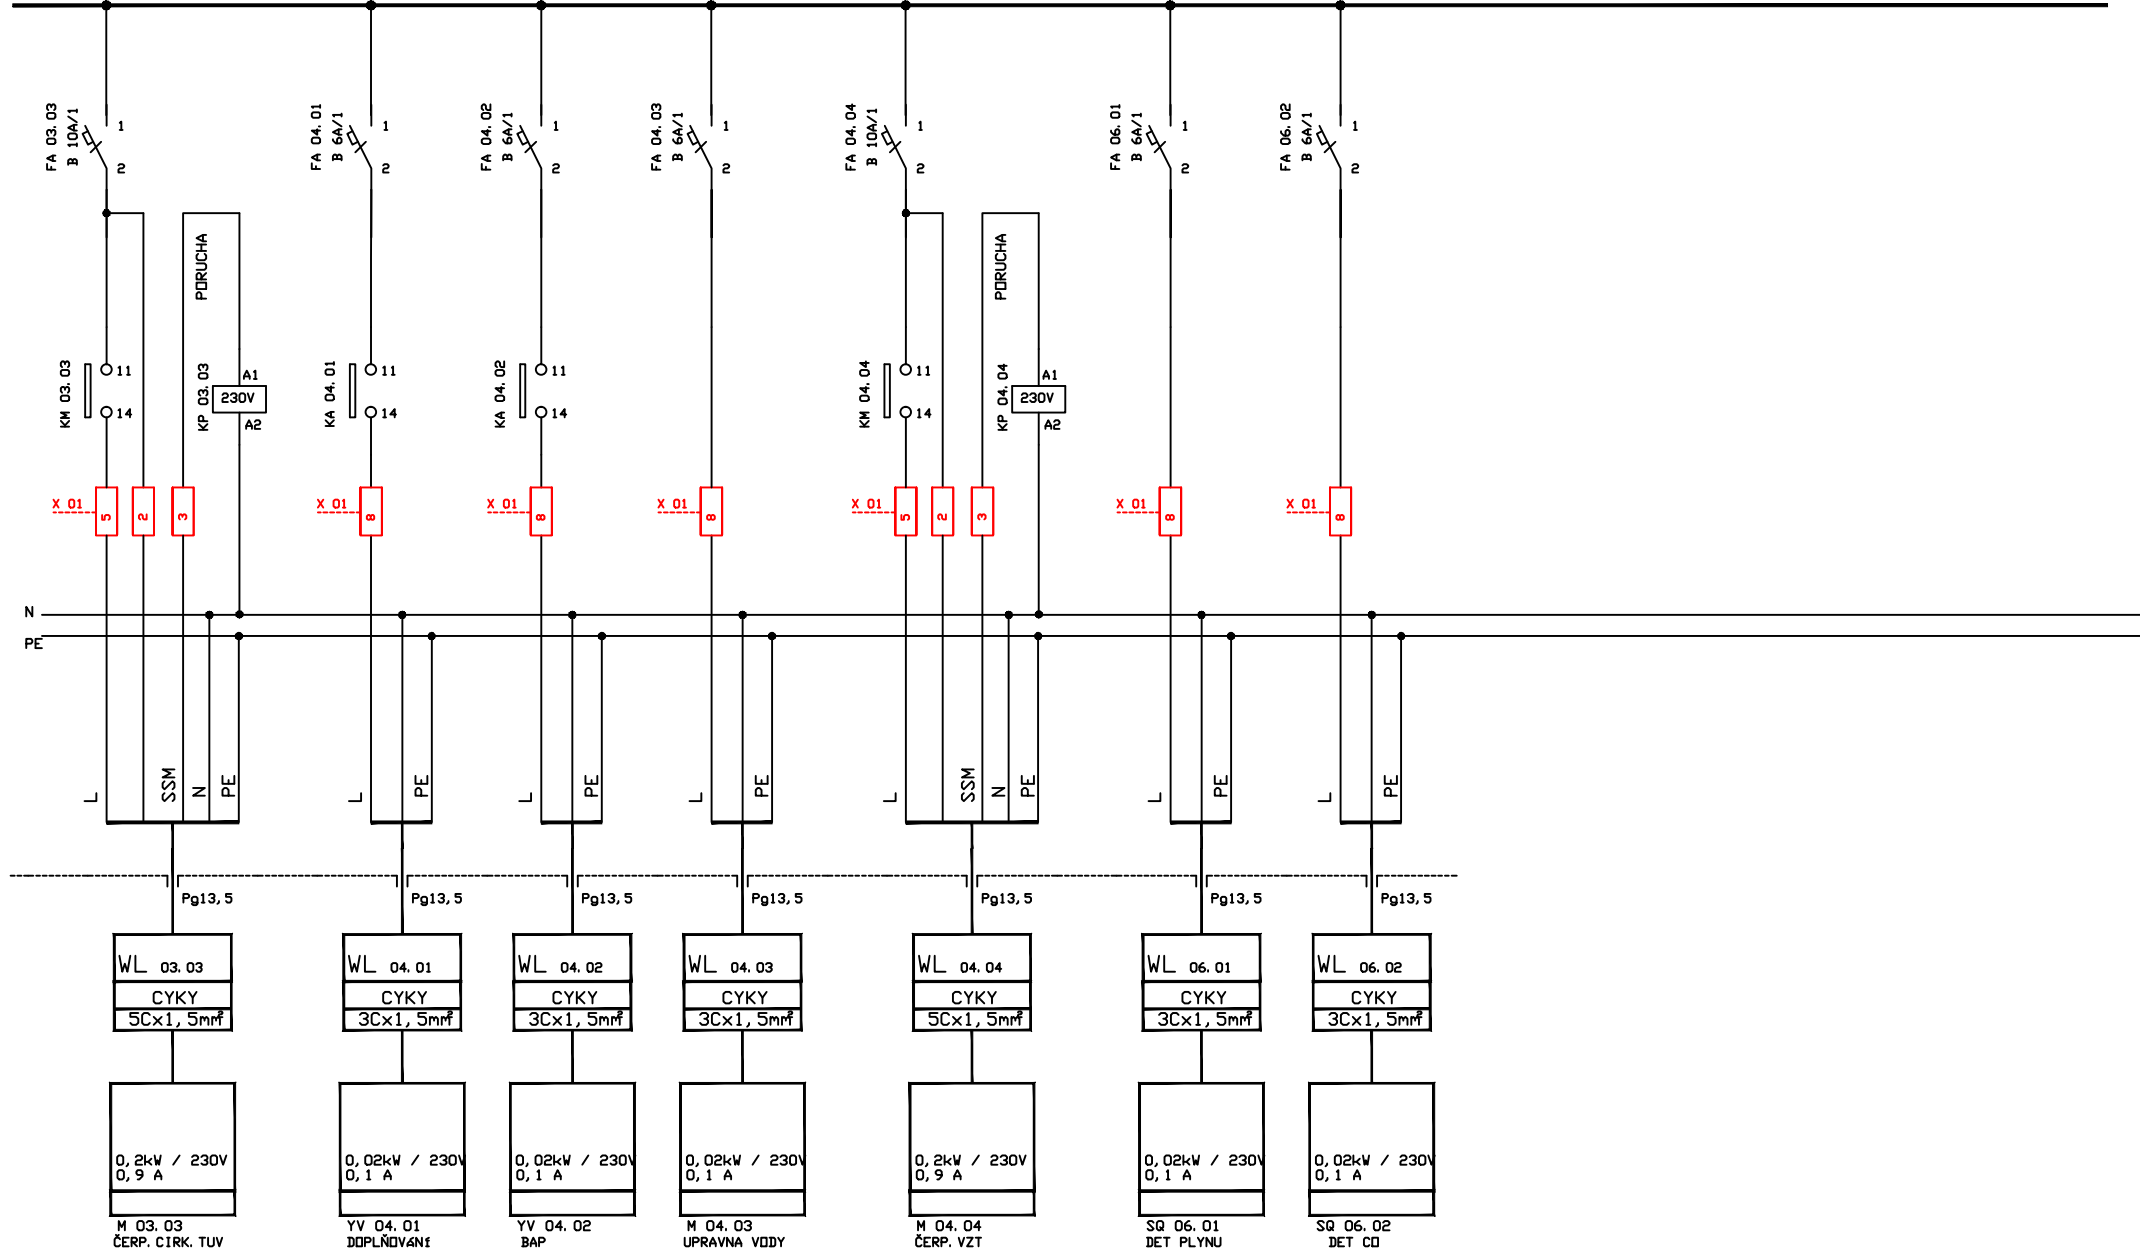 FA 03.03
B 10A/1
1
2
FA 04.01
B 6A/1
1
2
FA 04.02
B 6A/1
1
2
FA 04.03
B 6A/1
1
2
FA 04.04
B 10A/1
1
2
FA 06.01
B 6A/1
1
2
FA 06.02
B 6A/1
1
2
PORUCHA
PORUCHA
KM 03.03
11
14
KP 03.03
A1
230V
A2
KA 04.01
11
14
KA 04.02
11
14
KM 04.04
11
14
KP 04.04
A1
230V
A2
X 01
5
2
3
X 01
8
X 01
8
X 01
8
X 01
5
2
3
X 01
8
X 01
8
N
PE
L
SSM
N
PE
L
PE
L
PE
L
PE
L
SSM
N
PE
L
PE
L
PE
Pg13,5
Pg13,5
Pg13,5
Pg13,5
Pg13,5
Pg13,5
Pg13,5
WL 03.03
CYKY
5Cx1,5mm²
WL 04.01
CYKY
3Cx1,5mm²
WL 04.02
CYKY
3Cx1,5mm²
WL 04.03
CYKY
3Cx1,5mm²
WL 04.04
CYKY
5Cx1,5mm²
WL 06.01
CYKY
3Cx1,5mm²
WL 06.02
CYKY
3Cx1,5mm²
0,2kW / 230V
0,9 A
M 03.03
ČERP. CIRK. TUV
0,02kW / 230V
0,1 A
YV 04.01
DOPLŇOVÁNÍ
0,02kW / 230V
0,1 A
YV 04.02
BAP
0,02kW / 230V
0,1 A
M 04.03
UPRAVNA VODY
0,2kW / 230V
0,9 A
M 04.04
ČERP. VZT
0,02kW / 230V
0,1 A
SQ 06.01
DET PLYNU
0,02kW / 230V
0,1 A
SQ 06.02
DET CO